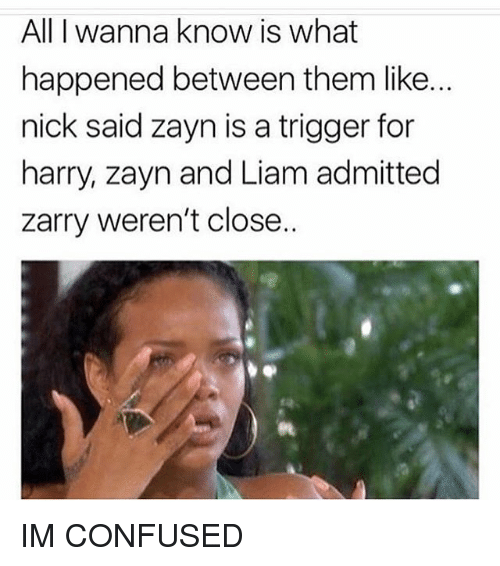 All I wanna know is what
happened between them like...
nick said zayn is a trigger for
harry, zayn and Liam admitted
zarry weren't close..
IM CONFUSED